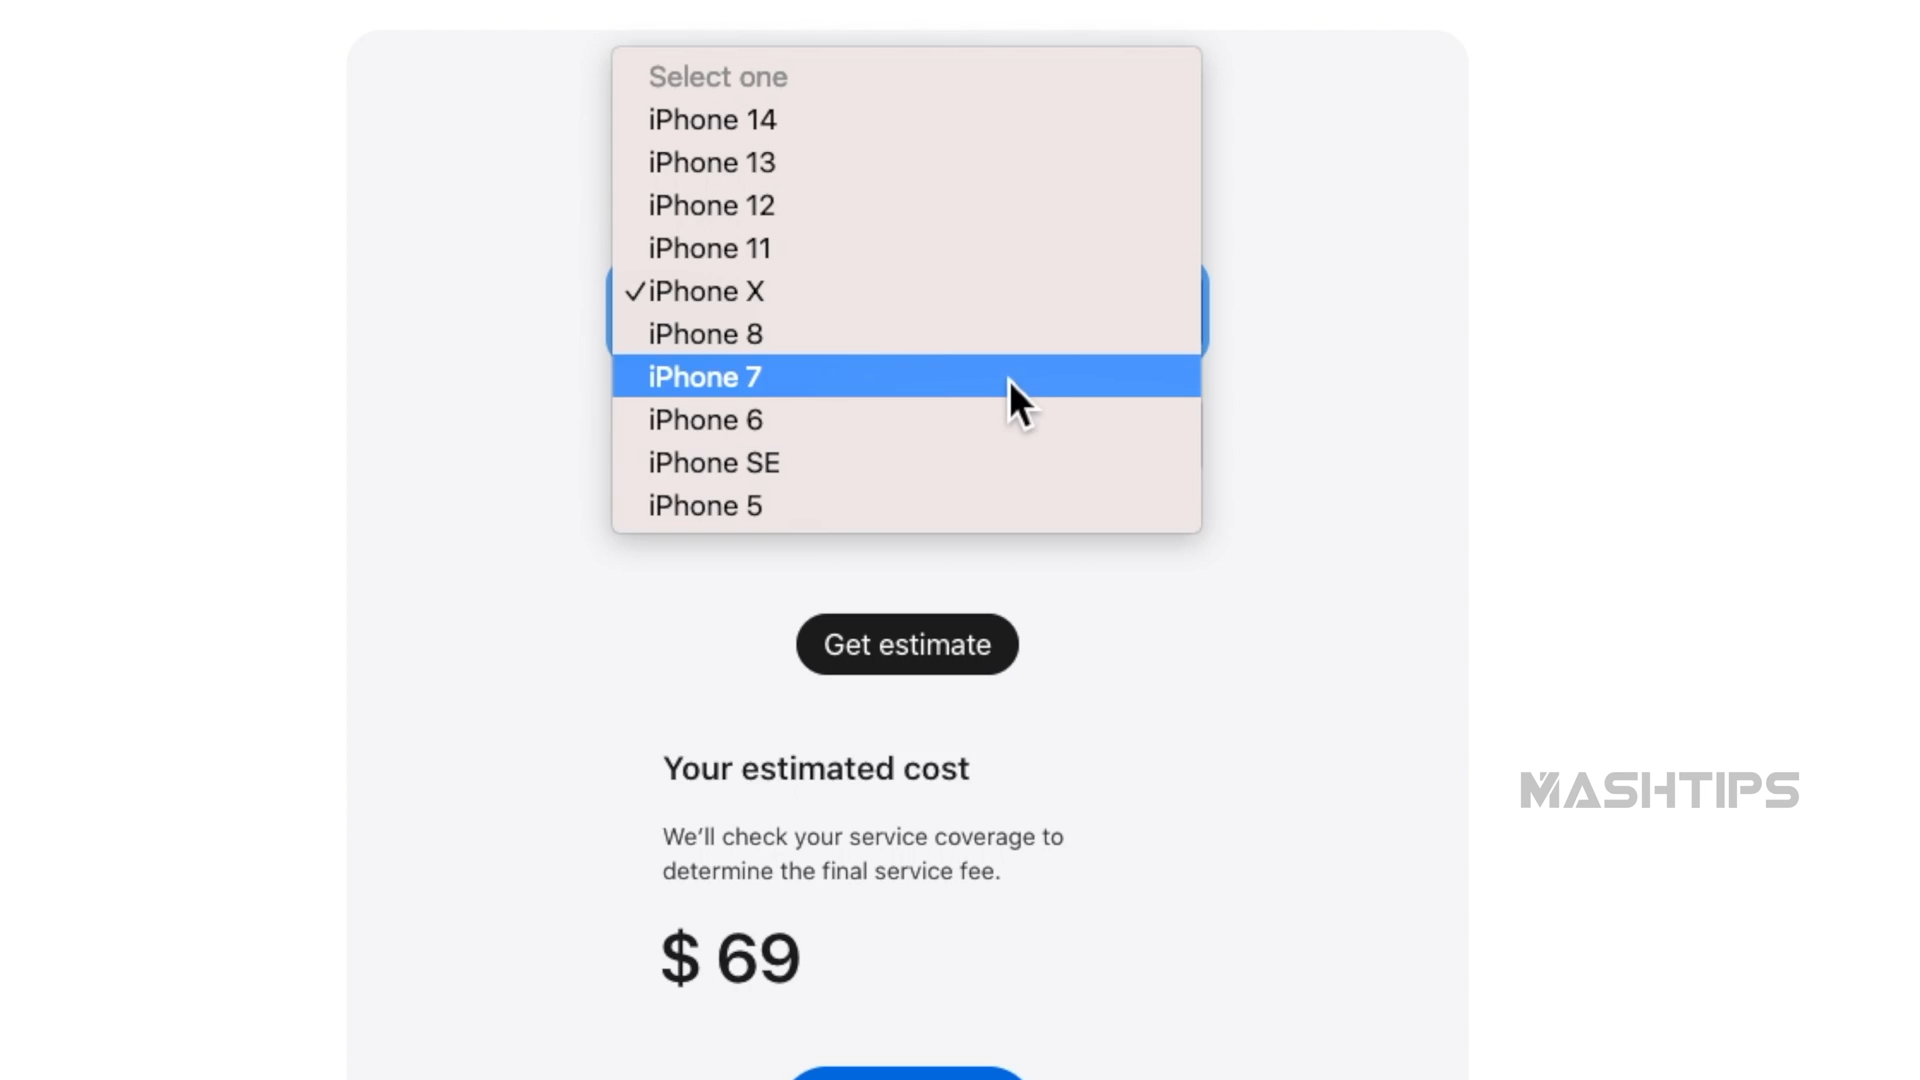 Select one
iPhone 14
iPhone 13
iPhone 12
iPhone 11
✓iPhone X
iPhone 8
iPhone 7
iPhone 6
iPhone SE
iPhone 5
Get estimate
Your estimated cost
We’ll check your service coverage to
determine the final service fee.
$ 69
MASHTIPS